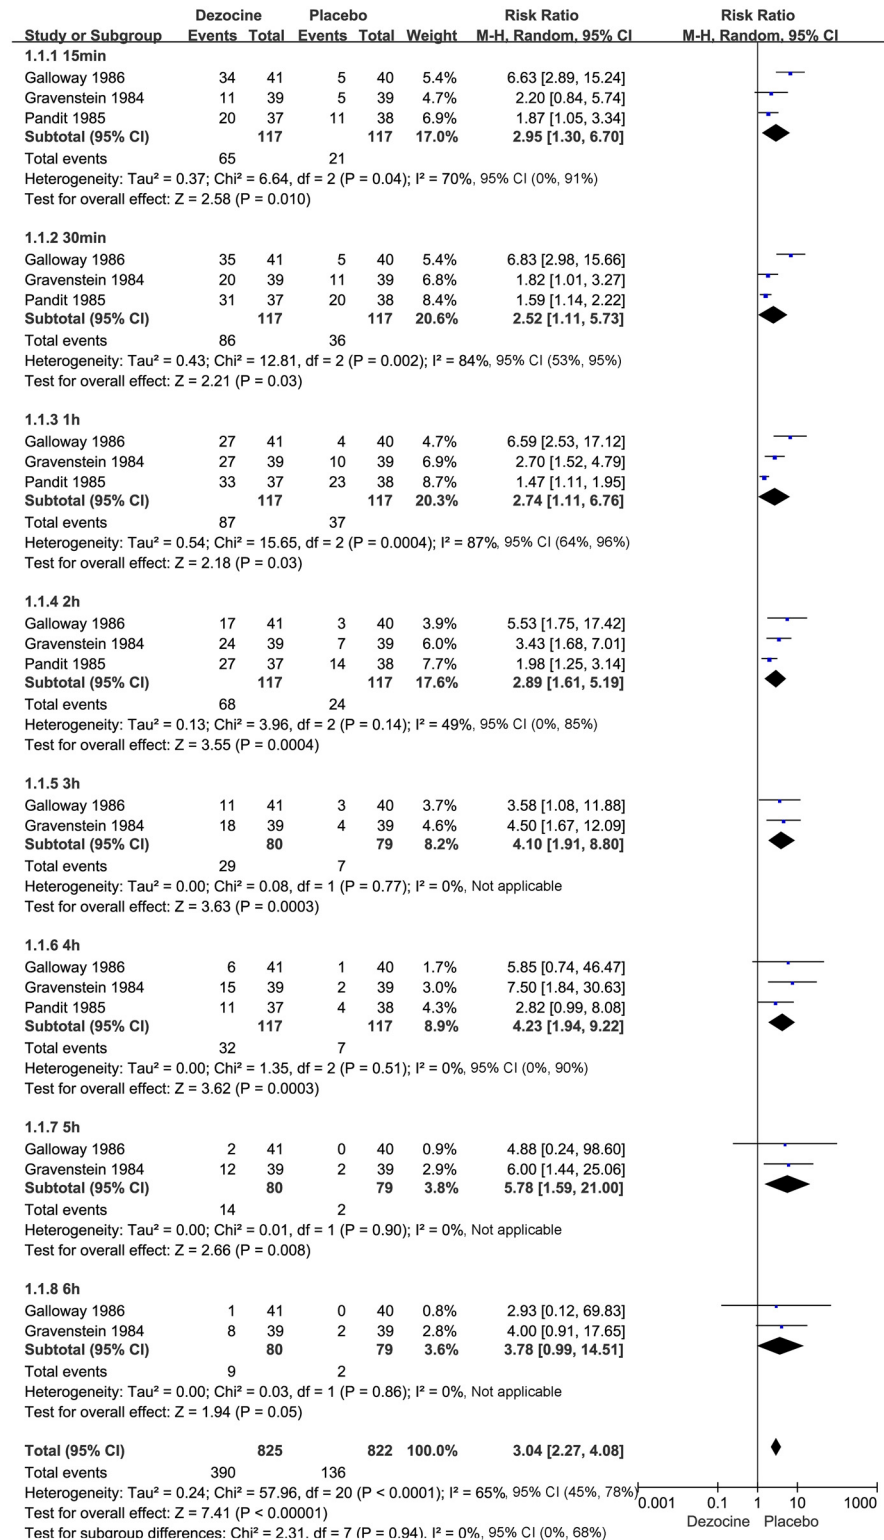 Dezocine Placebo Risk Ratio Risk Ratio
Study or Subgroup Events Total Events Total Weight M-H, Random, 95% CI M-H, Random, 95% CI
1.1.1 15min
Galloway 1986 34 41 5 40 5.4% 6.63 [2.89, 15.24]
Gravenstein 1984 11 39 5 39 4.7% 2.20 [0.84, 5.74]
Pandit 1985 20 37 11 38 6.9% 1.87 [1.05, 3.34]
Subtotal (95% CI) 117 117 17.0% 2.95 [1.30, 6.70]
Total events 65 21
Heterogeneity: Tau² = 0.37; Chi² = 6.64, df = 2 (P = 0.04); I² = 70%, 95% CI (0%, 91%)
Test for overall effect: Z = 2.58 (P = 0.010)
1.1.2 30min
Galloway 1986 35 41 5 40 5.4% 6.83 [2.98, 15.66]
Gravenstein 1984 20 39 11 39 6.8% 1.82 [1.01, 3.27]
Pandit 1985 31 37 20 38 8.4% 1.59 [1.14, 2.22]
Subtotal (95% CI) 117 117 20.6% 2.52 [1.11, 5.73]
Total events 86 36
Heterogeneity: Tau² = 0.43; Chi² = 12.81, df = 2 (P = 0.002); I² = 84%, 95% CI (53%, 95%)
Test for overall effect: Z = 2.21 (P = 0.03)
1.1.3 1h
Galloway 1986 27 41 4 40 4.7% 6.59 [2.53, 17.12]
Gravenstein 1984 27 39 10 39 6.9% 2.70 [1.52, 4.79]
Pandit 1985 33 37 23 38 8.7% 1.47 [1.11, 1.95]
Subtotal (95% CI) 117 117 20.3% 2.74 [1.11, 6.76]
Total events 87 37
Heterogeneity: Tau² = 0.54; Chi² = 15.65, df = 2 (P = 0.0004); I² = 87%, 95% CI (64%, 96%)
Test for overall effect: Z = 2.18 (P = 0.03)
1.1.4 2h
Galloway 1986 17 41 3 40 3.9% 5.53 [1.75, 17.42]
Gravenstein 1984 24 39 7 39 6.0% 3.43 [1.68, 7.01]
Pandit 1985 27 37 14 38 7.7% 1.98 [1.25, 3.14]
Subtotal (95% CI) 117 117 17.6% 2.89 [1.61, 5.19]
Total events 68 24
Heterogeneity: Tau² = 0.13; Chi² = 3.96, df = 2 (P = 0.14); I² = 49%, 95% CI (0%, 85%)
Test for overall effect: Z = 3.55 (P = 0.0004)
1.1.5 3h
Galloway 1986 11 41 3 40 3.7% 3.58 [1.08, 11.88]
Gravenstein 1984 18 39 4 39 4.6% 4.50 [1.67, 12.09]
Subtotal (95% CI) 80 79 8.2% 4.10 [1.91, 8.80]
Total events 29 7
Heterogeneity: Tau² = 0.00; Chi² = 0.08, df = 1 (P = 0.77); I² = 0%, Not applicable
Test for overall effect: Z = 3.63 (P = 0.0003)
1.1.6 4h
Galloway 1986 6 41 1 40 1.7% 5.85 [0.74, 46.47]
Gravenstein 1984 15 39 2 39 3.0% 7.50 [1.84, 30.63]
Pandit 1985 11 37 4 38 4.3% 2.82 [0.99, 8.08]
Subtotal (95% CI) 117 117 8.9% 4.23 [1.94, 9.22]
Total events 32 7
Heterogeneity: Tau² = 0.00; Chi² = 1.35, df = 2 (P = 0.51); I² = 0%, 95% CI (0%, 90%)
Test for overall effect: Z = 3.62 (P = 0.0003)
1.1.7 5h
Galloway 1986 2 41 0 40 0.9% 4.88 [0.24, 98.60]
Gravenstein 1984 12 39 2 39 2.9% 6.00 [1.44, 25.06]
Subtotal (95% CI) 80 79 3.8% 5.78 [1.59, 21.00]
Total events 14 2
Heterogeneity: Tau² = 0.00; Chi² = 0.01, df = 1 (P = 0.90); I² = 0%, Not applicable
Test for overall effect: Z = 2.66 (P = 0.008)
1.1.8 6h
Galloway 1986 1 41 0 40 0.8% 2.93 [0.12, 69.83]
Gravenstein 1984 8 39 2 39 2.8% 4.00 [0.91, 17.65]
Subtotal (95% CI) 80 79 3.6% 3.78 [0.99, 14.51]
Total events 9 2
Heterogeneity: Tau² = 0.00; Chi² = 0.03, df = 1 (P = 0.86); I² = 0%, Not applicable
Test for overall effect: Z = 1.94 (P = 0.05)
Total (95% CI) 825 822 100.0% 3.04 [2.27, 4.08]
Total events 390 136
Heterogeneity: Tau² = 0.24; Chi² = 57.96, df = 20 (P < 0.0001); I² = 65%, 95% CI (45%, 78%)
0.001 0.1 1 10 1000
Test for overall effect: Z = 7.41 (P < 0.00001)
Dezocine Placebo
Test for subgroup differences: Chi² = 2.31, df = 7 (P = 0.94), I² = 0%, 95% CI (0%, 68%)